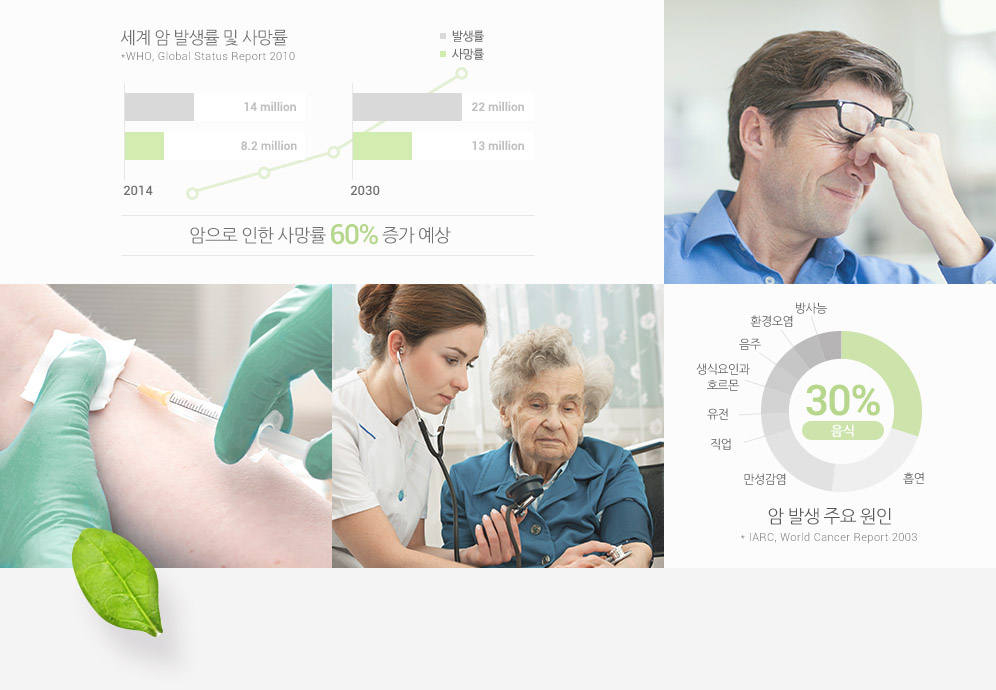 세계 암 발생률 및 사망률
*WHO, Global Status Report 2010
발생률
사망률
14 million
8.2 million
2014
22 million
13 million
2030
암으로 인한 사망률 60% 증가 예상
방사능
환경오염
음주
생식요인과
호르몬
유전
직업
만성감염
흡연
30%
음식
암 발생 주요 원인
* IARC, World Cancer Report 2003